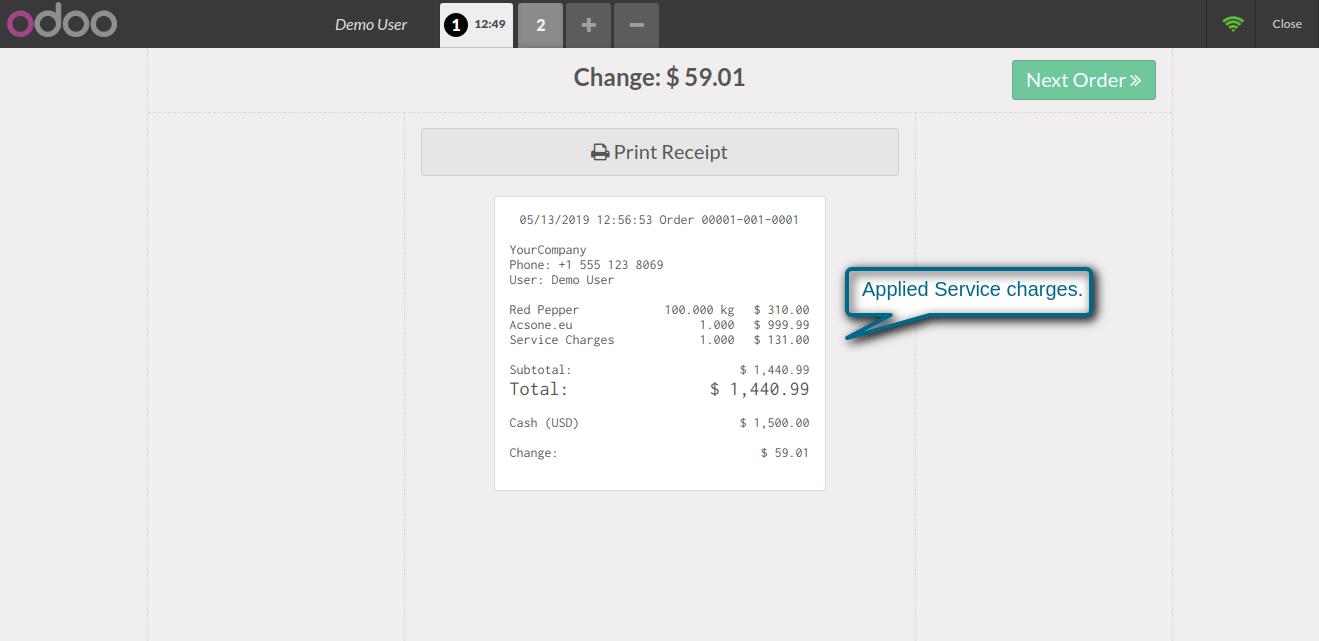 odoo
Demo User
1 12:49
2
+
−
Close
Change: $ 59.01
Next Order »
Print Receipt
05/13/2019 12:56:53 Order 00001-001-0001
YourCompany
Phone: +1 555 123 8069
User: Demo User
Red Pepper 100.000 kg $ 310.00
Acsone.eu 1.000 $ 999.99
Service Charges 1.000 $ 131.00
Subtotal: $ 1,440.99
Total: $ 1,440.99
Cash (USD) $ 1,500.00
Change: $ 59.01
Applied Service charges.